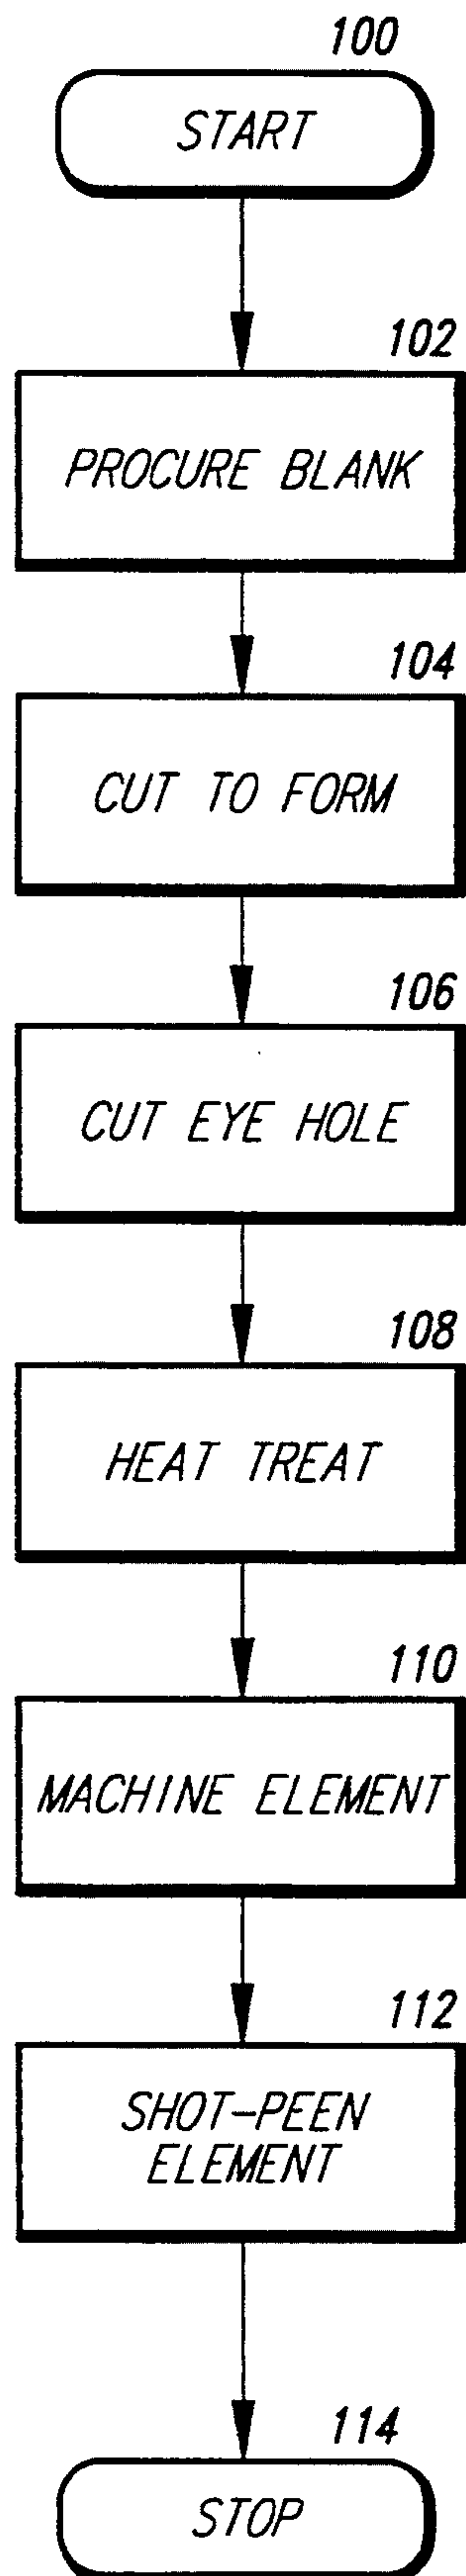 100
START
102
PROCURE BLANK
104
CUT TO FORM
106
CUT EYE HOLE
108
HEAT TREAT
110
MACHINE ELEMENT
112
SHOT-PEEN
ELEMENT
114
STOP